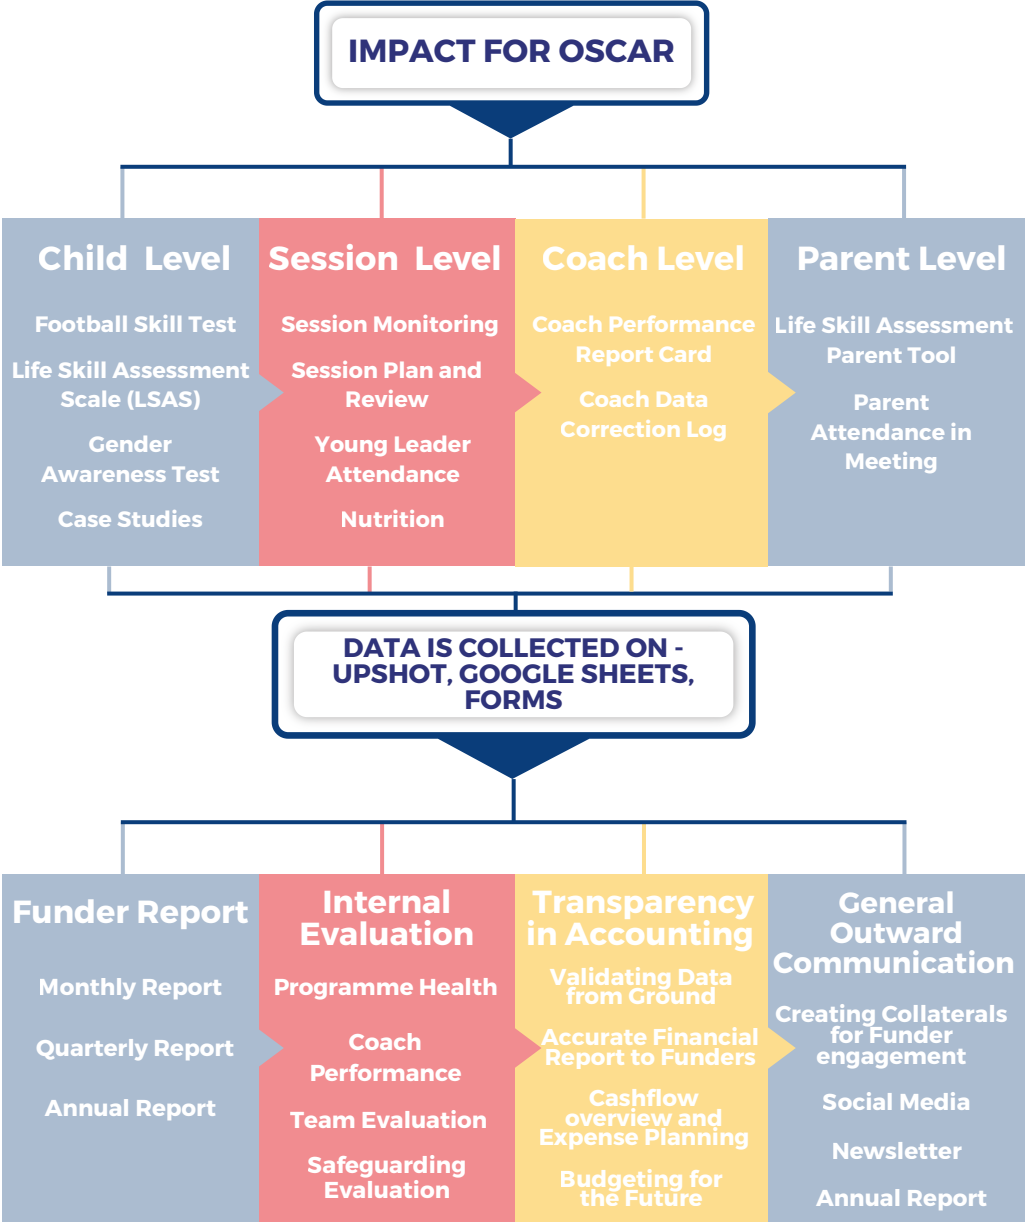 IMPACT FOR OSCAR
Child Level
Football Skill Test
Life Skill Assessment
Scale (LSAS)
Gender
Awareness Test
Case Studies
Session Level
Session Monitoring
Session Plan and
Review
Young Leader
Attendance
Nutrition
Coach Level
Coach Performance
Report Card
Coach Data
Correction Log
Parent Level
Life Skill Assessment
Parent Tool
Parent
Attendance in
Meeting
DATA IS COLLECTED ON -
UPSHOT, GOOGLE SHEETS,
FORMS
Funder Report
Monthly Report
Quarterly Report
Annual Report
Internal
Evaluation
Programme Health
Coach
Performance
Team Evaluation
Safeguarding
Evaluation
Transparency
in Accounting
Validating Data
from Ground
Accurate Financial
Report to Funders
Cashflow
overview and
Expense Planning
Budgeting for
the Future
General
Outward
Communication
Creating Collaterals
for Funder
engagement
Social Media
Newsletter
Annual Report